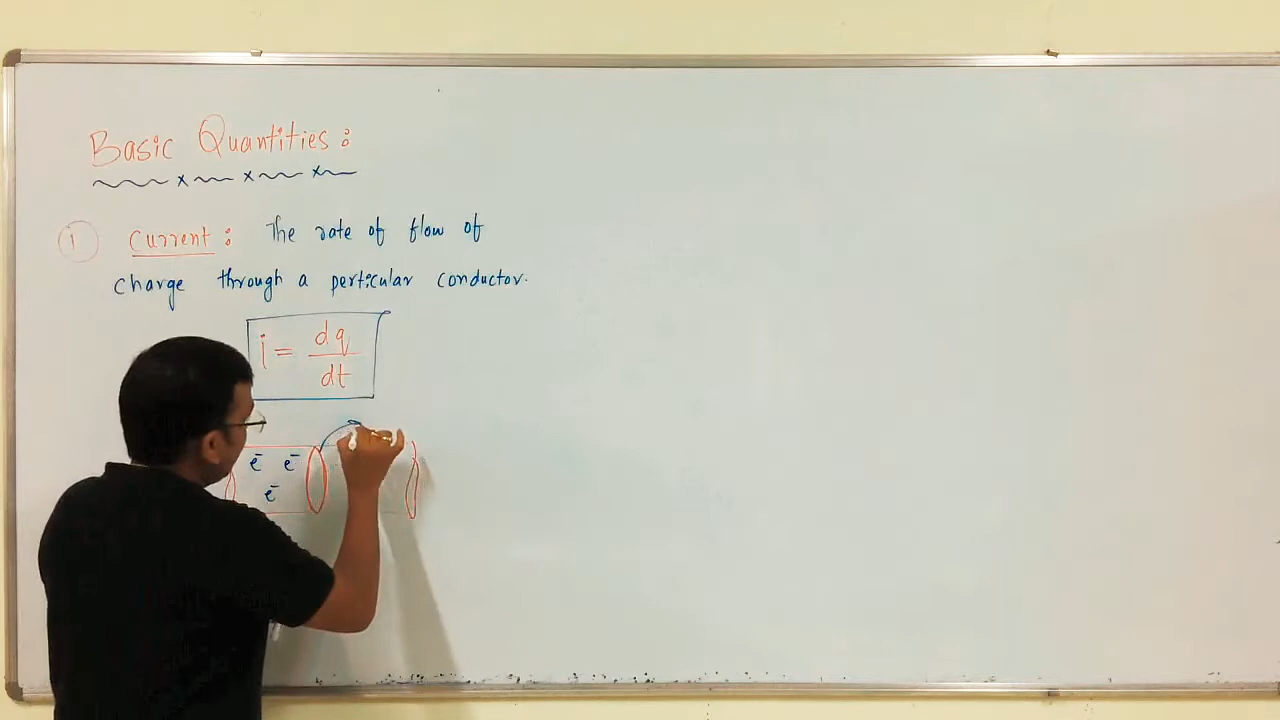 Basic Quantities :
1 Current : The rate of flow of
charge through a perticular conductor.
i = dq/dt
e⁻ e⁻
e⁻